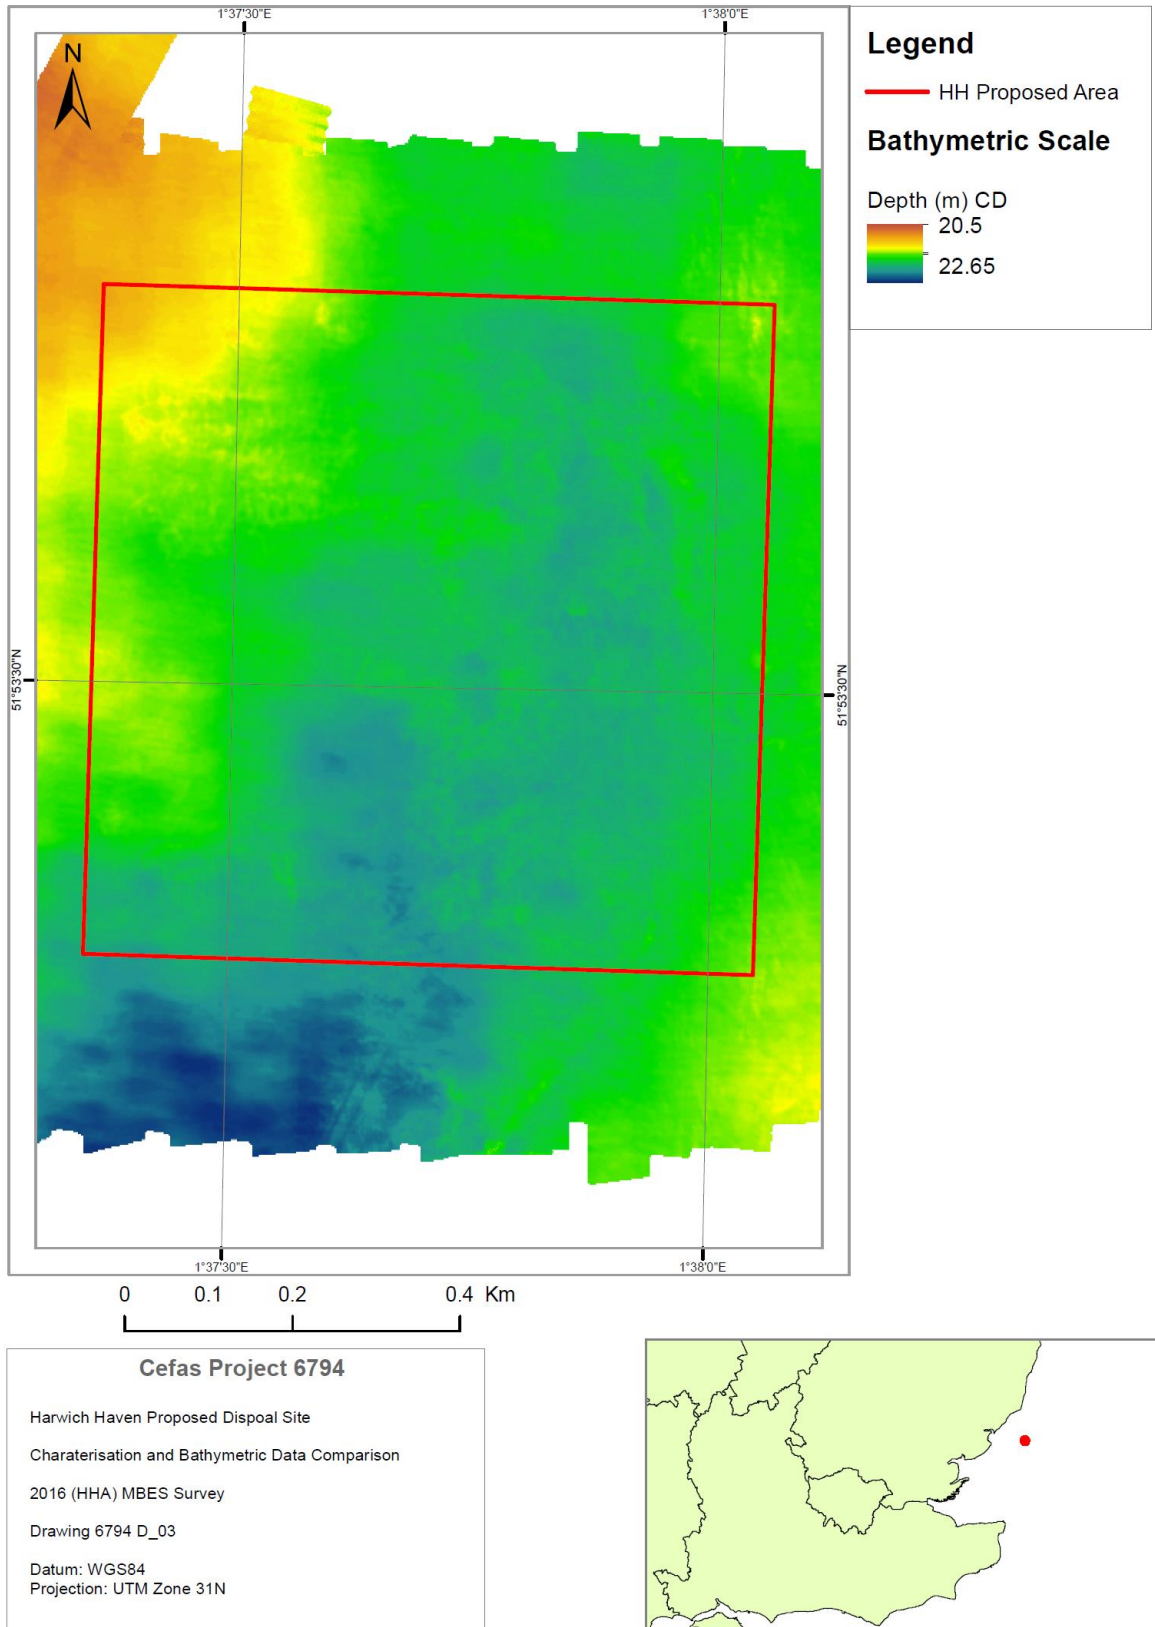 1°37'30"E
1°38'0"E
N
51°53'30"N
51°53'30"N
1°37'30"E
1°38'0"E
Legend
HH Proposed Area
Bathymetric Scale
Depth (m) CD
20.5
22.65
0 0.1 0.2 0.4 Km
Cefas Project 6794
Harwich Haven Proposed Dispoal Site
Charaterisation and Bathymetric Data Comparison
2016 (HHA) MBES Survey
Drawing 6794 D_03
Datum: WGS84
Projection: UTM Zone 31N